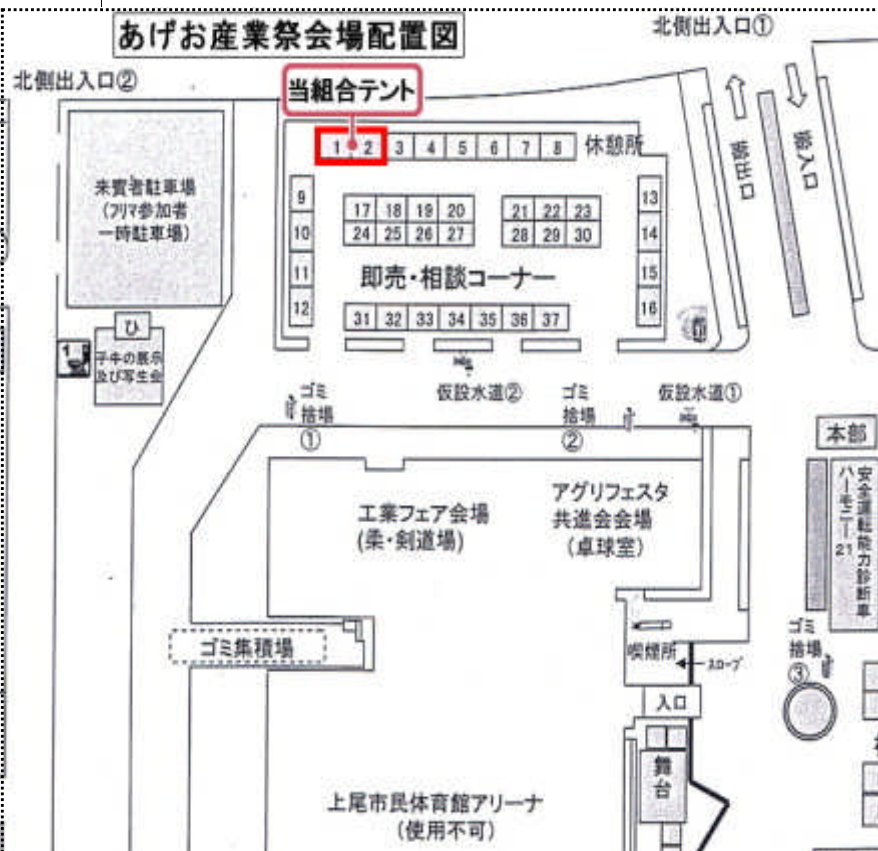 あげお産業祭会場配置図
北側出入口①
北側出入口②
当組合テント
1 2 3 4 5 6 7 8
休憩所
搬出口
搬入口
来賓者駐車場
(フリマ参加者
一時駐車場)
9
10
11
12
17 18 19 20
24 25 26 27
21 22 23
28 29 30
13
14
15
16
即売・相談コーナー
31 32 33 34 35 36 37
ひ
1
子牛の展示
及び写生会
ゴミ
捨場
①
仮設水道②
ゴミ
捨場
②
仮設水道①
本部
安全運転能力診断車
ハーモニー21
工業フェア会場
(柔・剣道場)
アグリフェスタ
共進会会場
(卓球室)
ゴミ集積場
喫煙所
スロープ
入口
ゴミ
捨場
③
舞台
上尾市民体育館アリーナ
(使用不可)